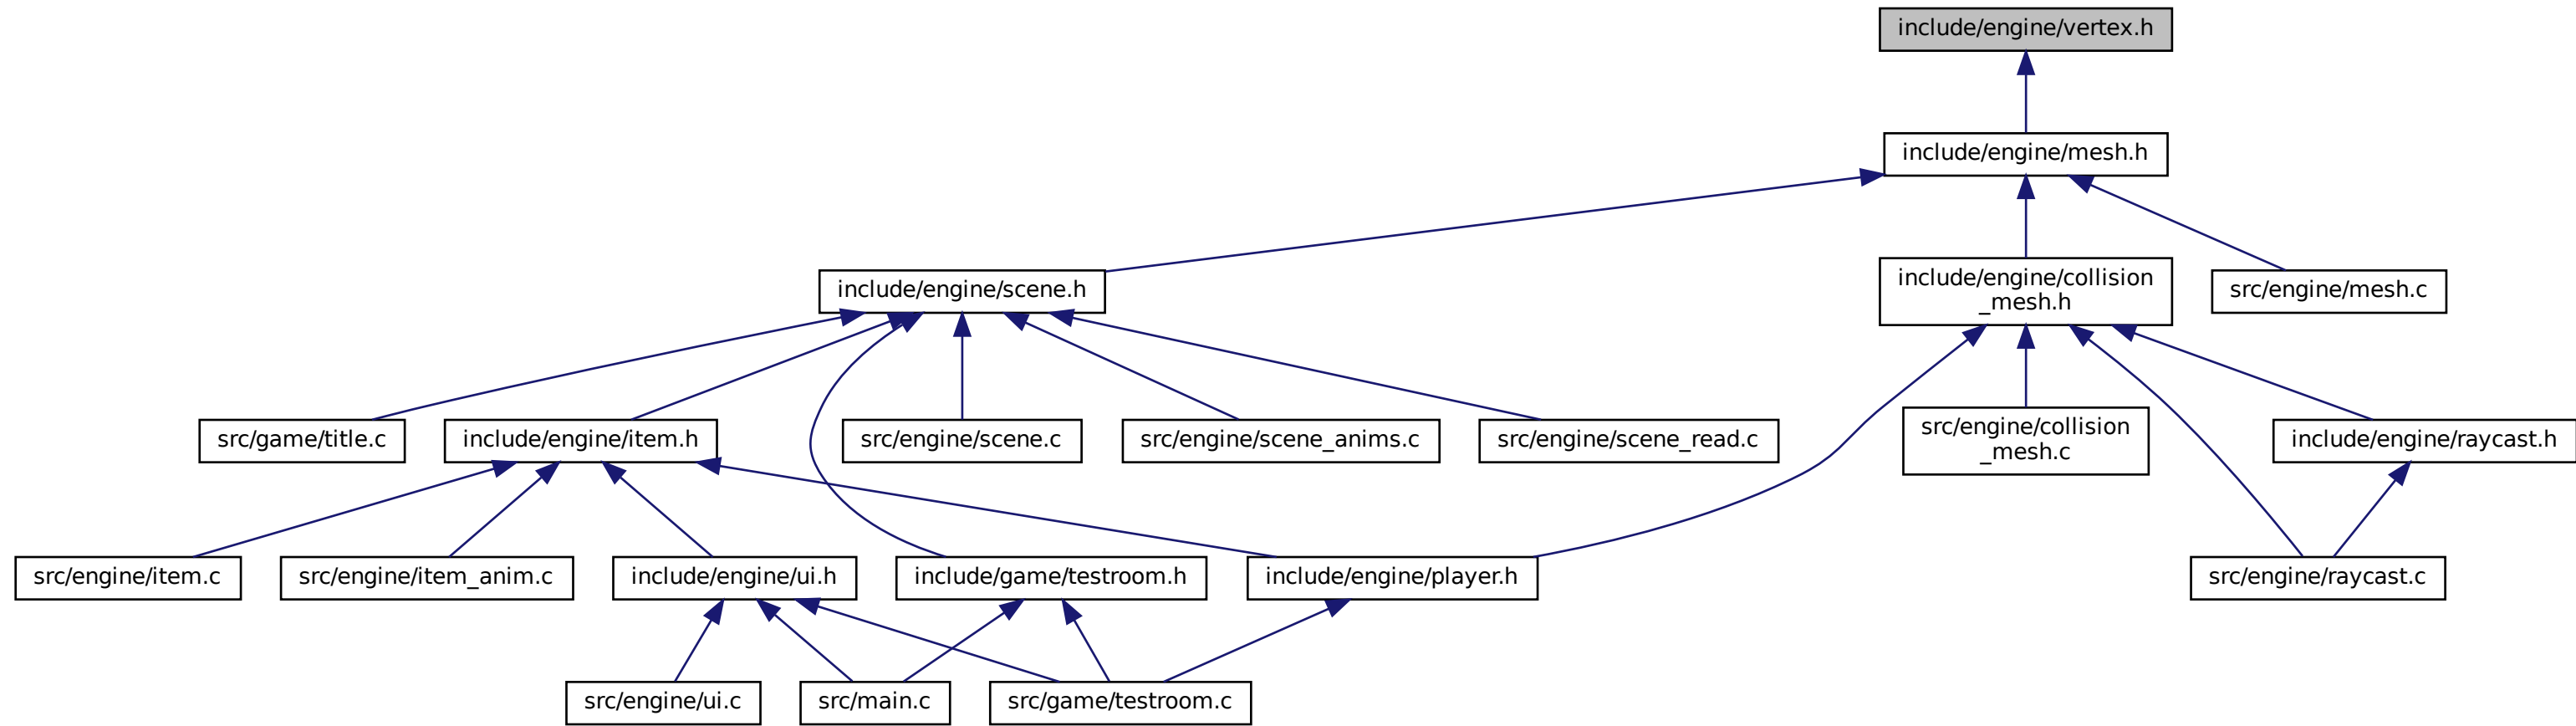 include/engine/vertex.h
include/engine/mesh.h
include/engine/scene.h
include/engine/collision
_mesh.h
src/engine/mesh.c
src/game/title.c
include/engine/item.h
src/engine/scene.c
src/engine/scene_anims.c
src/engine/scene_read.c
src/engine/collision
_mesh.c
include/engine/raycast.h
src/engine/item.c
src/engine/item_anim.c
include/engine/ui.h
include/game/testroom.h
include/engine/player.h
src/engine/raycast.c
src/engine/ui.c
src/main.c
src/game/testroom.c